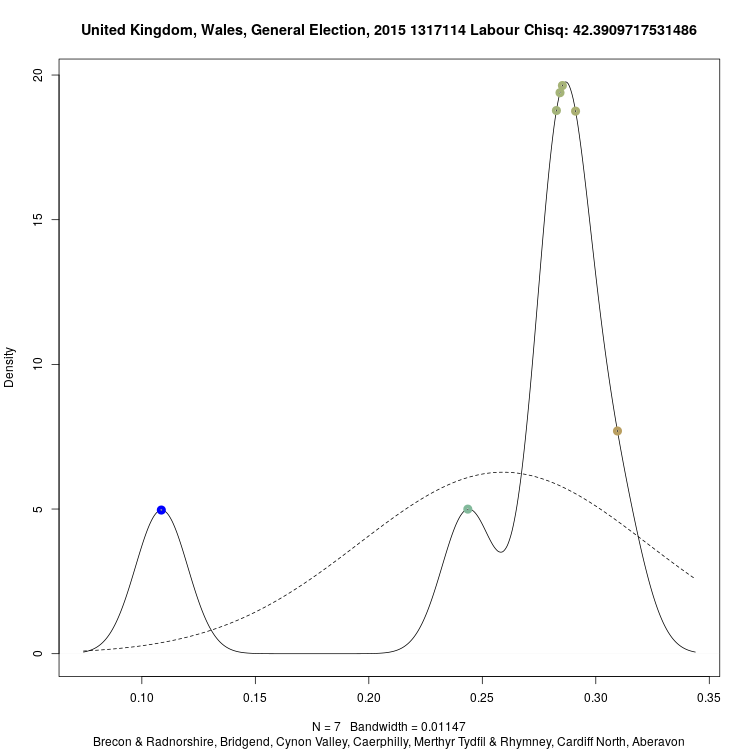 United Kingdom, Wales, General Election, 2015 1317114 Labour Chisq: 42.3909717531486
20
15
10
5
0
Density
0.10 0.15 0.20 0.25 0.30 0.35
N = 7 Bandwidth = 0.01147
Brecon & Radnorshire, Bridgend, Cynon Valley, Caerphilly, Merthyr Tydfil & Rhymney, Cardiff North, Aberavon